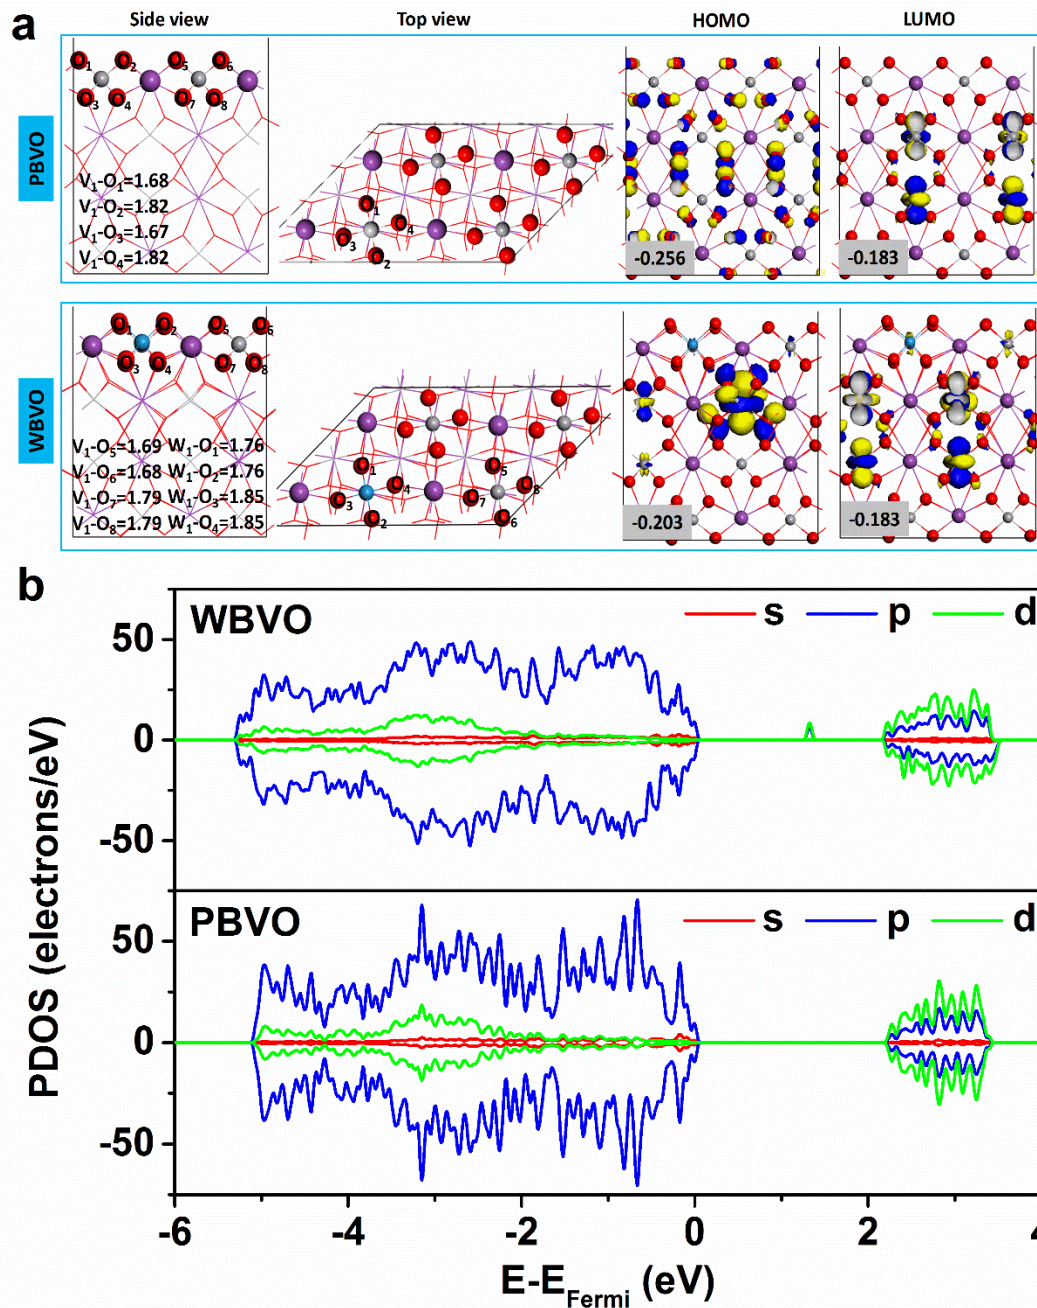 a
Side view
Top view
HOMO
LUMO
PBVO
O1 O2 O5 O6
O3 O4 O7 O8
V1-O1=1.68
V1-O2=1.82
V1-O3=1.67
V1-O4=1.82
O1
O3 O4
O2
-0.256
-0.183
WBVO
O1 O2 O5 O6
O3 O4 O7 O8
V1-O5=1.69 W1-O1=1.76
V1-O6=1.68 W1-O2=1.76
V1-O7=1.79 W1-O3=1.85
V1-O8=1.79 W1-O4=1.85
O1 O5
O3 O4 O7 O8
O2 O6
-0.203
-0.183
b
WBVO
s p d
50
0
-50
PBVO
s p d
50
0
-50
PDOS (electrons/eV)
-6 -4 -2 0 2 4
E-EFermi (eV)